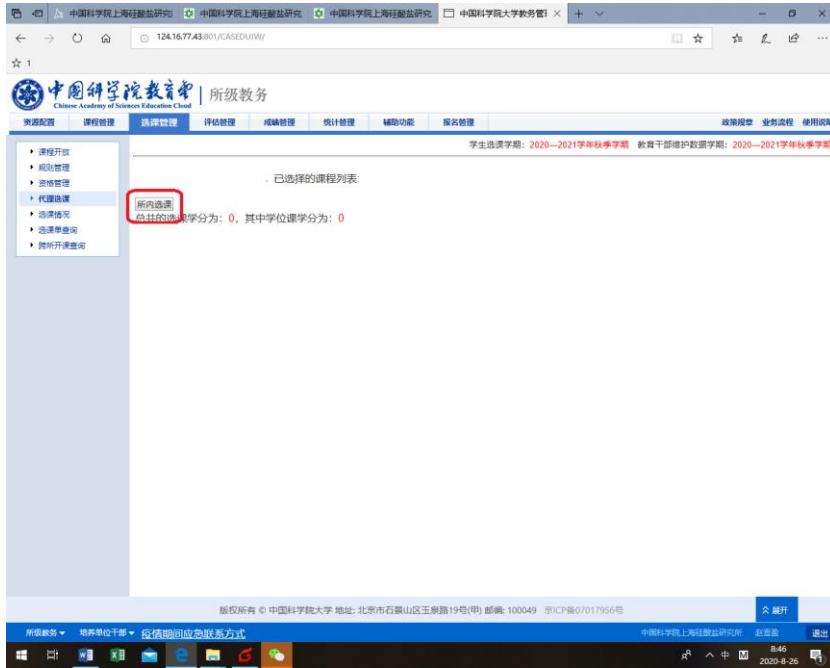 中国科学院上海硅酸盐研究
中国科学院上海硅酸盐研究
中国科学院上海硅酸盐研究
中国科学院大学教务管
124.16.77.43:801/CASEDUJW/
1
中国科学院教育云 所级教务
Chinese Academy of Sciences Education Cloud
资源配置 课程管理 选课管理 评估管理 成绩管理 统计管理 辅助功能 报名管理 政策规章 业务流程 使用说明
学生选课学期: 2020—2021学年秋季学期 教育干部维护数据学期: 2020—2021学年秋季学期
课程开放
规则管理
资格管理
代理选课
选课情况
选课单查询
跨所开课查询
. 已选择的课程列表:
所内选课
总共的选课学分为: 0, 其中学位课学分为: 0
版权所有 © 中国科学院大学 地址: 北京市石景山区玉泉路19号(甲) 邮编: 100049 京ICP备07017956号
展开
所级教务 培养单位干部 疫情期间应急联系方式 中国科学院上海硅酸盐研究所 退出
中 M
8:46
2020-8-26